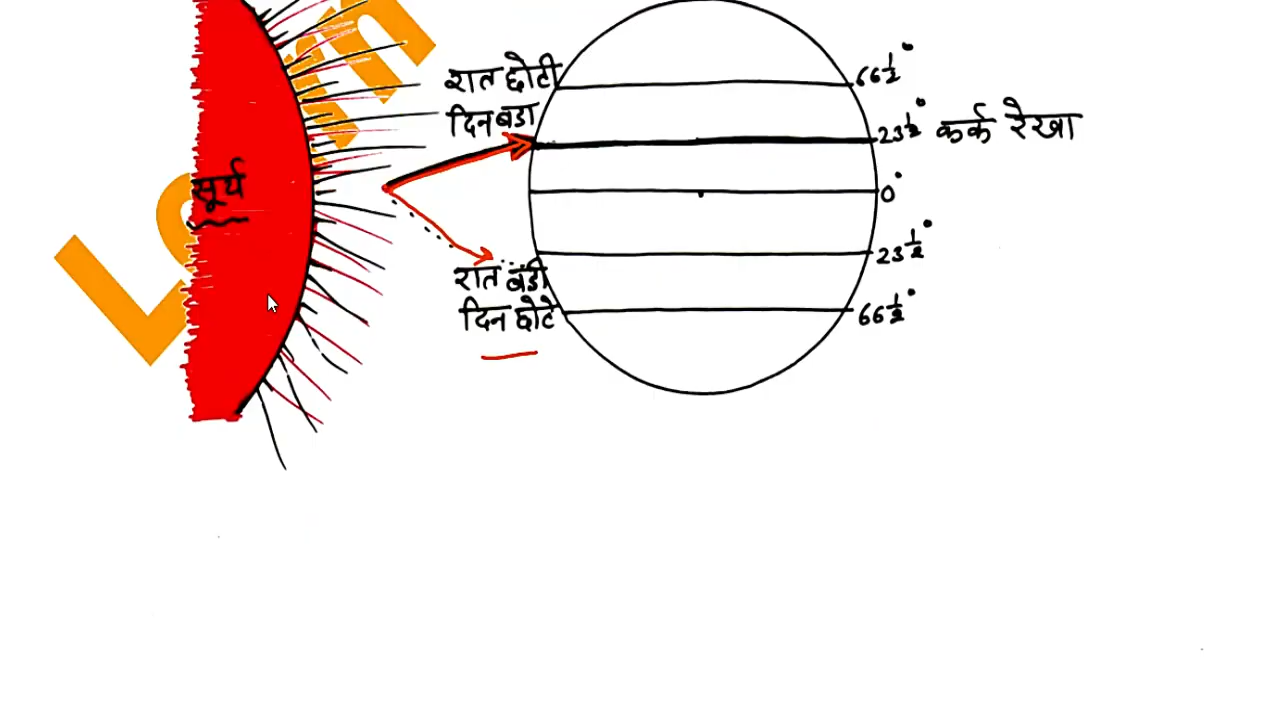 रात छोटी
दिन बडा
66½°
23½° कर्क रेखा
सूर्य
0°
23½°
रात बडी
दिन छोटे
66½°